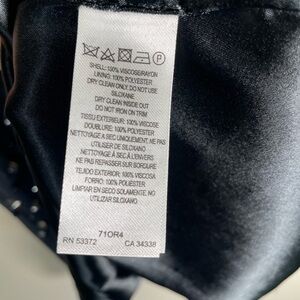 P
SHELL: 100% VISCOSE/RAYON
LINING: 100% POLYESTER
DRY CLEAN ONLY, DO NOT USE
SILOXANE
DRY CLEAN INSIDE OUT
DO NOT IRON ON TRIM
TISSU EXTERIEUR: 100% VISCOSE
DOUBLURE: 100% POLYESTER
NETTOYAGE À SEC UNIQUEMENT, NE PAS
UTILISER DE SILOXANO
NETTOYAGE À SEC À L'ENVERS
NE PAS REPASSER SUR BORDURE
TEJIDO EXTERIOR: 100% VISCOSA
FORRO: 100% POLIESTER
LIMPIAR EN SECO SOLAMENTE. NO
UTILIZAR SILOXANO
71OR4
RN 53372 CA 34338